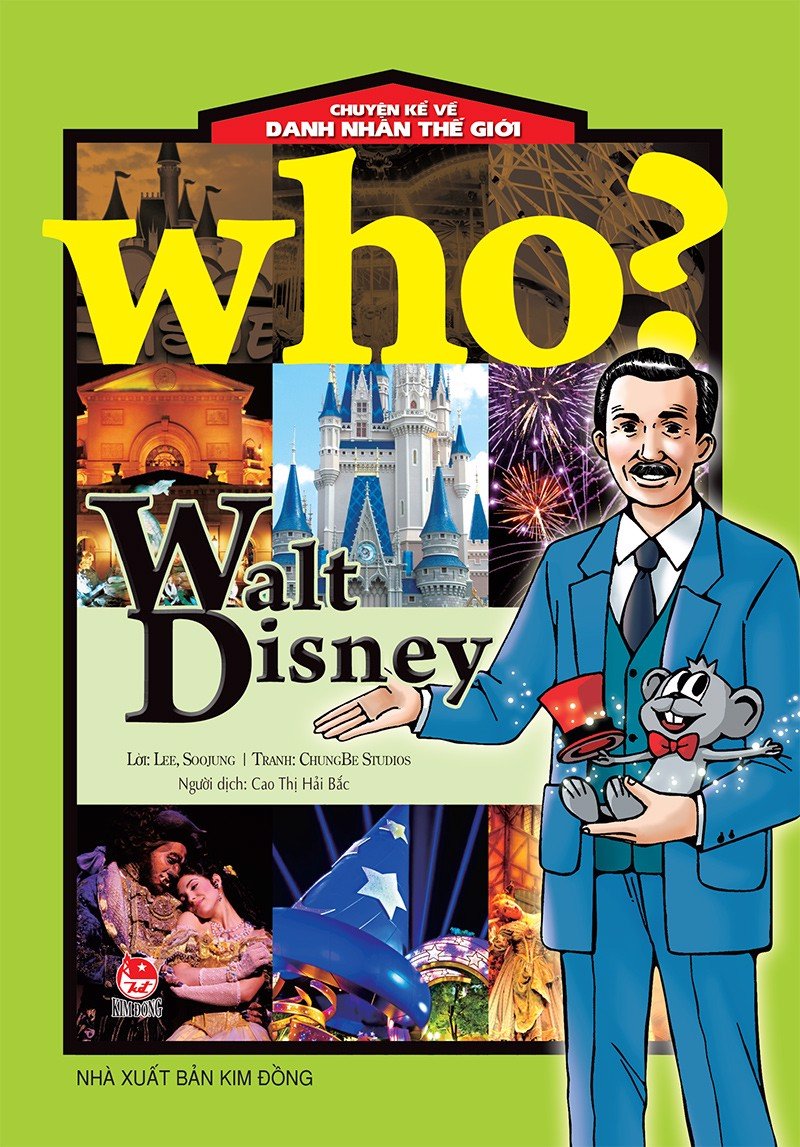 CHUYỆN KỂ VỀ
DANH NHÂN THẾ GIỚI
who?
Walt
Disney
LỜI: LEE, SOOJUNG | TRANH: CHUNGBE STUDIOS
Người dịch: Cao Thị Hải Bắc
kđ
KIM ĐỒNG
NHÀ XUẤT BẢN KIM ĐỒNG